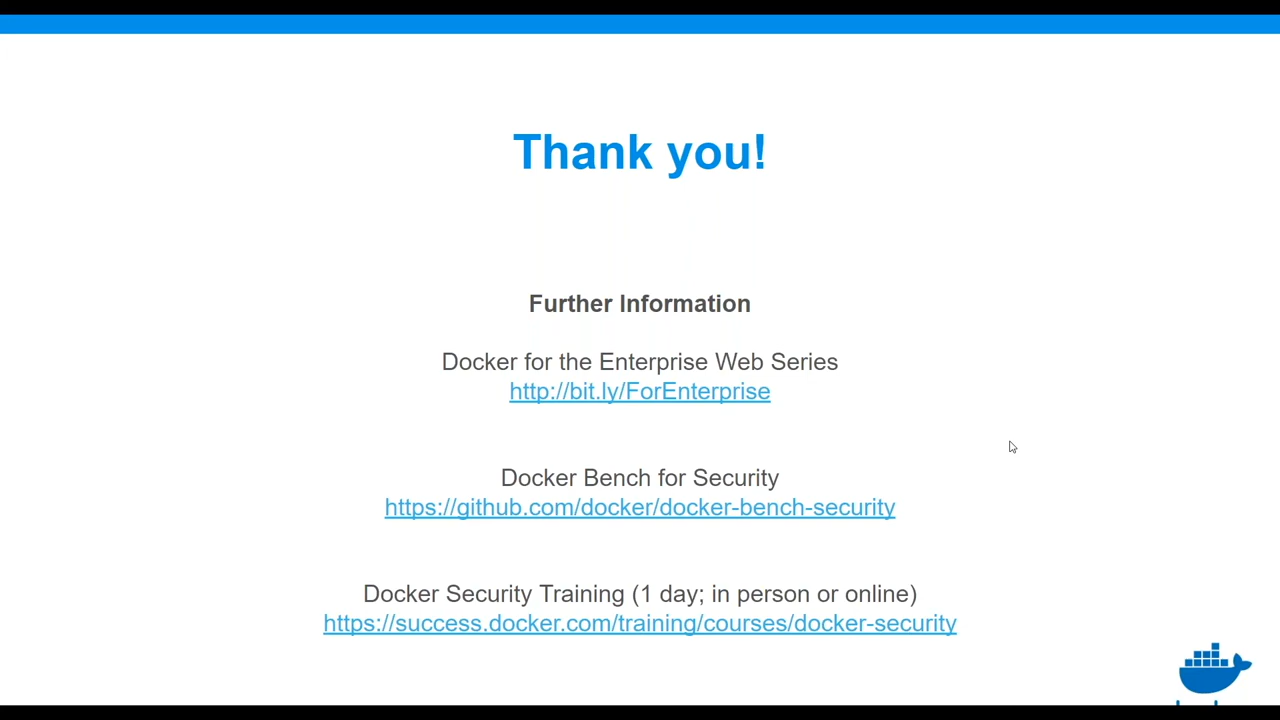 Thank you!
Further Information
Docker for the Enterprise Web Series
http://bit.ly/ForEnterprise
Docker Bench for Security
https://github.com/docker/docker-bench-security
Docker Security Training (1 day; in person or online)
https://success.docker.com/training/courses/docker-security